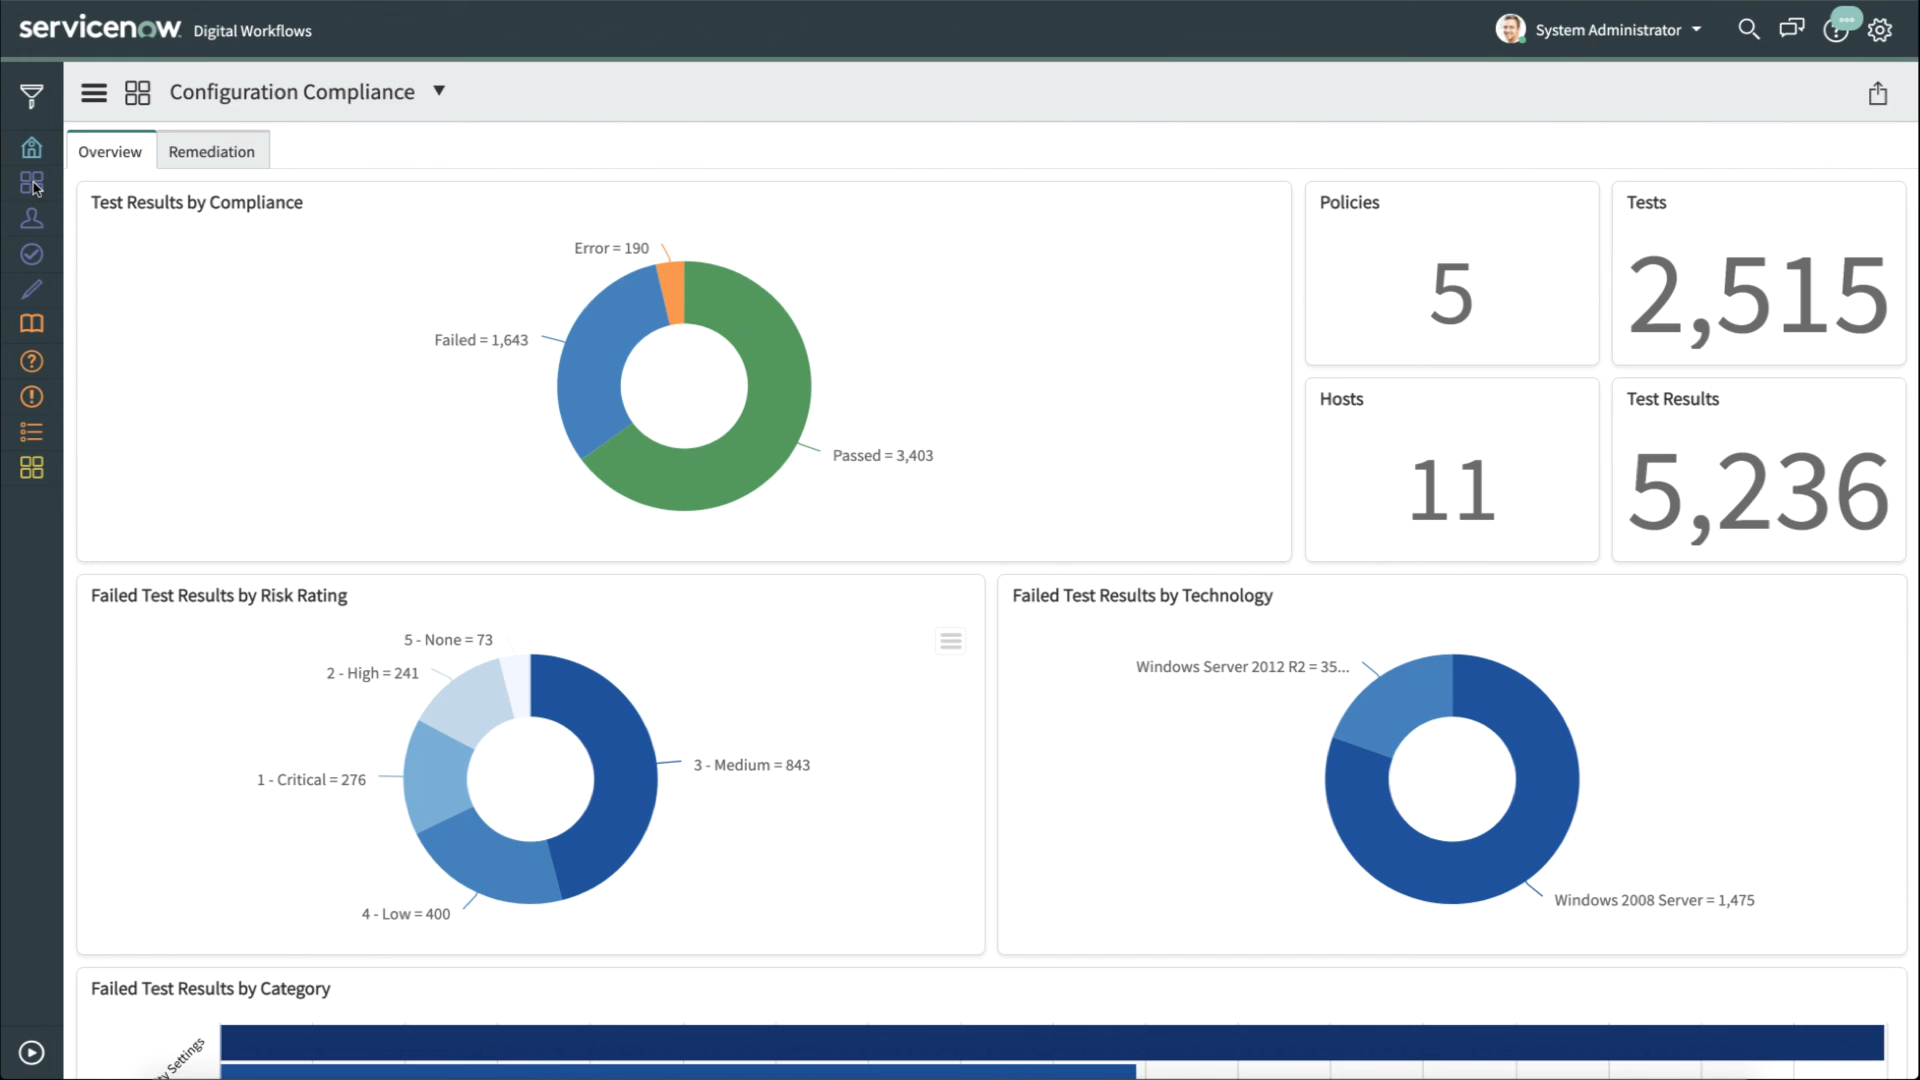 servicenow Digital Workflows
System Administrator
Configuration Compliance
Overview
Remediation
Test Results by Compliance
Error = 190
Failed = 1,643
Passed = 3,403
Policies
5
Tests
2,515
Hosts
11
Test Results
5,236
Failed Test Results by Risk Rating
5 - None = 73
2 - High = 241
1 - Critical = 276
3 - Medium = 843
4 - Low = 400
Failed Test Results by Technology
Windows Server 2012 R2 = 35...
Windows 2008 Server = 1,475
Failed Test Results by Category
Settings